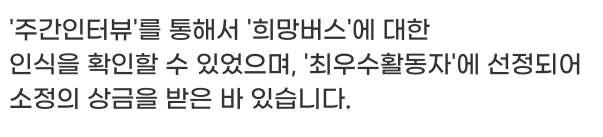 '주간인터뷰'를 통해서 '희망버스'에 대한
인식을 확인할 수 있었으며, '최우수활동자'에 선정되어
소정의 상금을 받은 바 있습니다.